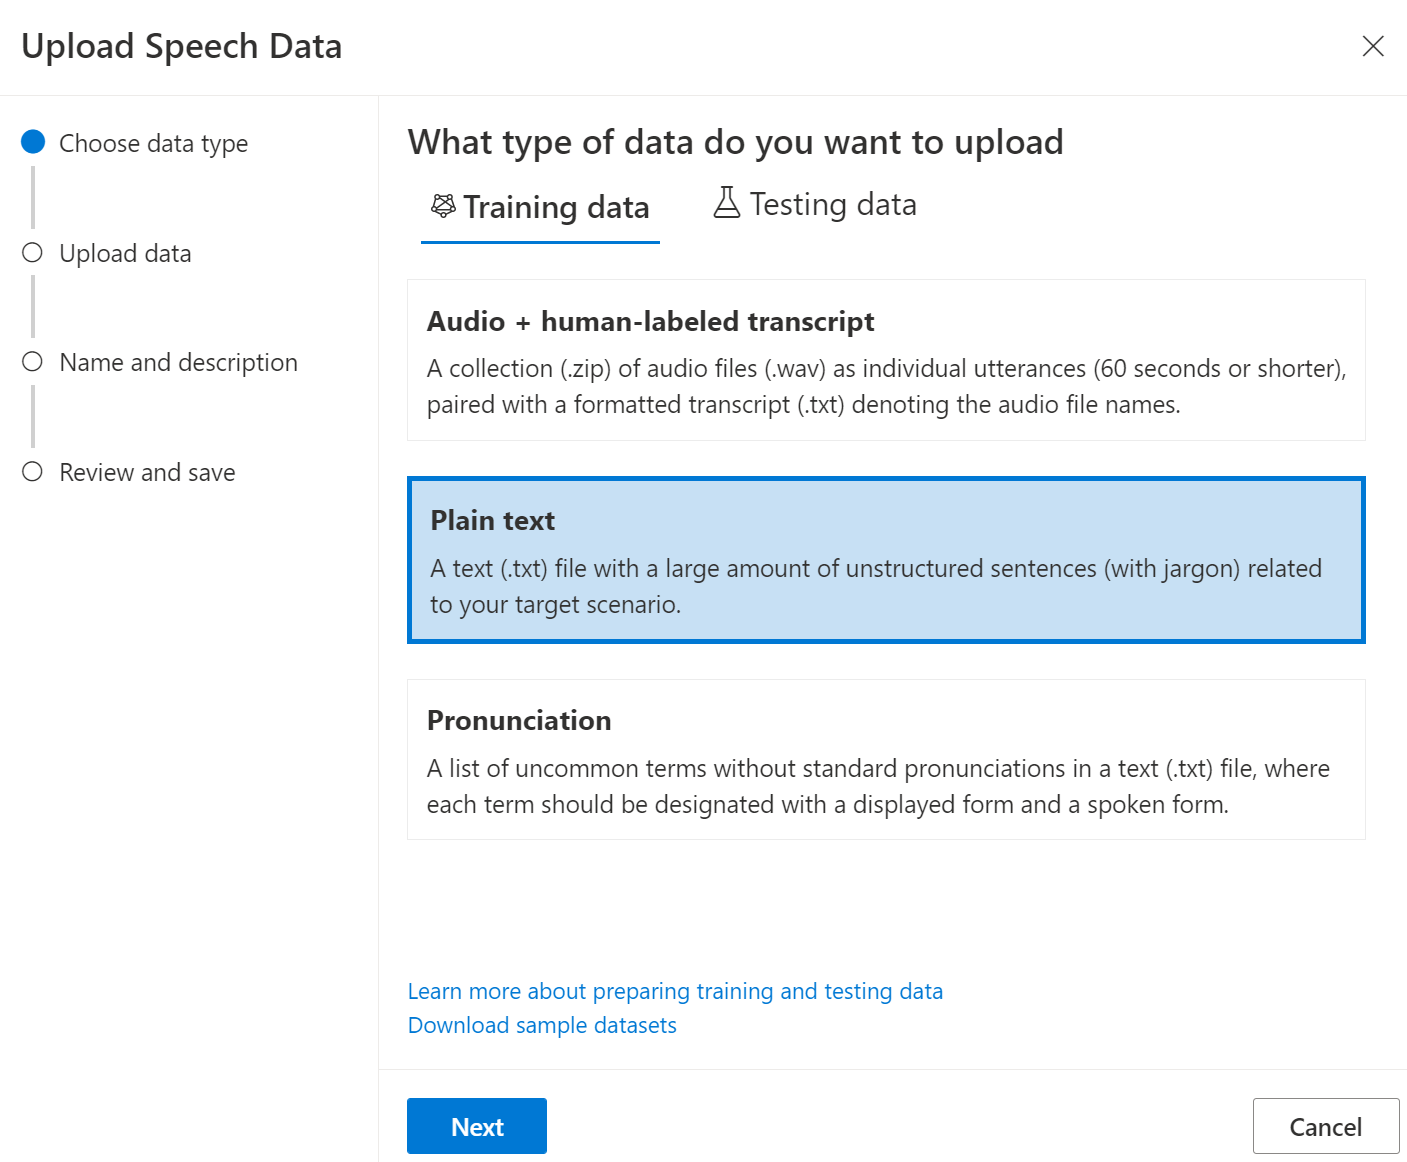 Upload Speech Data
Choose data type
Upload data
Name and description
Review and save
What type of data do you want to upload
Training data
Testing data
Audio + human-labeled transcript
A collection (.zip) of audio files (.wav) as individual utterances (60 seconds or shorter),
paired with a formatted transcript (.txt) denoting the audio file names.
Plain text
A text (.txt) file with a large amount of unstructured sentences (with jargon) related
to your target scenario.
Pronunciation
A list of uncommon terms without standard pronunciations in a text (.txt) file, where
each term should be designated with a displayed form and a spoken form.
Learn more about preparing training and testing data
Download sample datasets
Next
Cancel